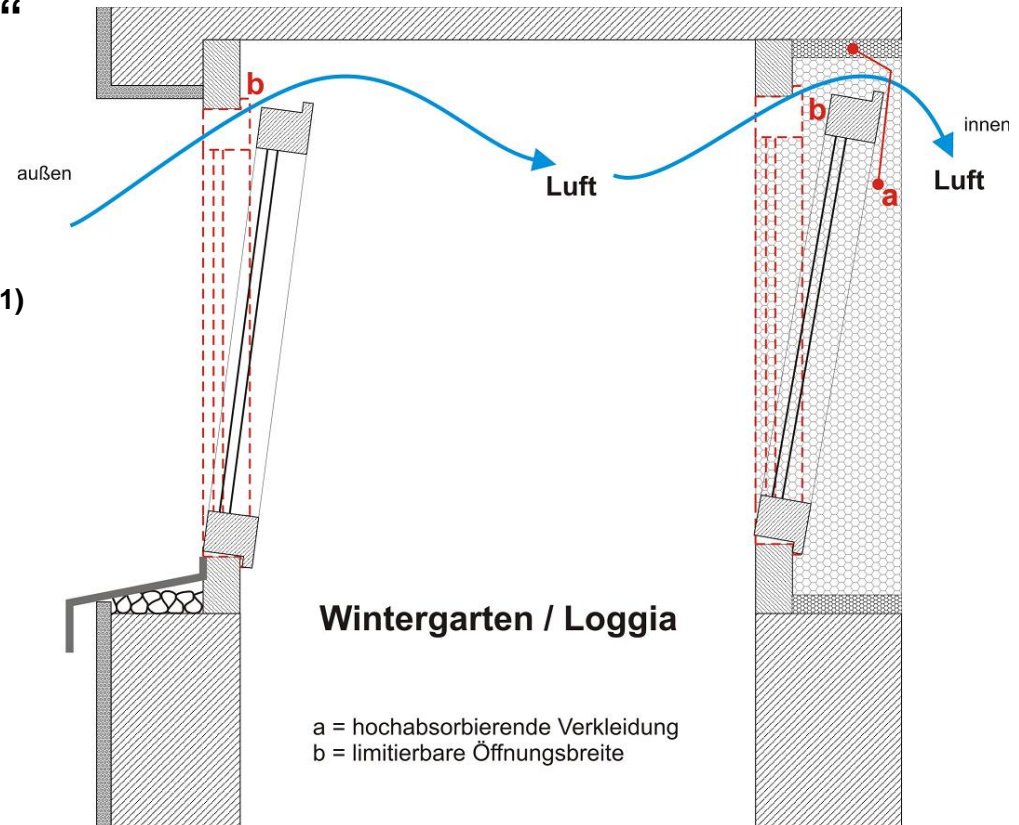 “
b
b
innen
außen
Luft
Luft
a
1)
Wintergarten / Loggia
a = hochabsorbierende Verkleidung
b = limitierbare Öffnungsbreite